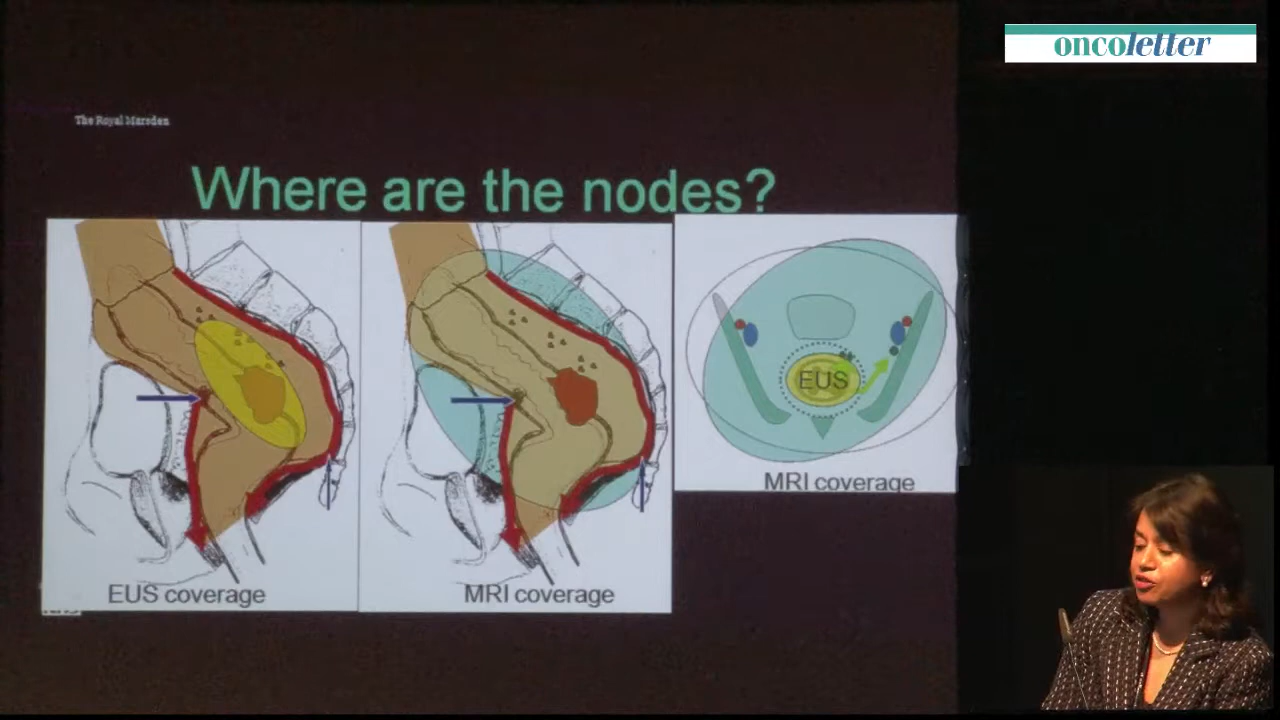 oncoletter
The Royal Marsden
Where are the nodes?
EUS
MRI coverage
EUS coverage
MRI coverage